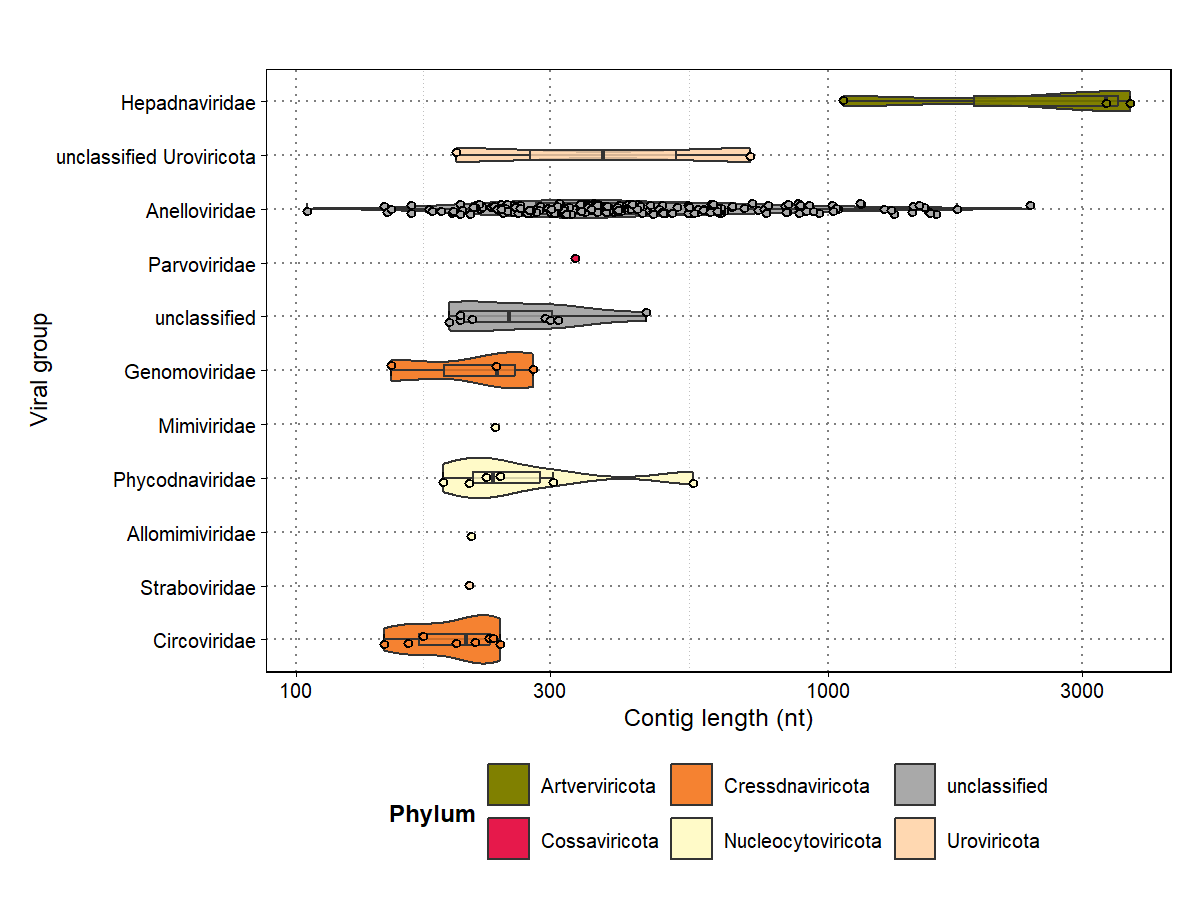 Hepadnaviridae
unclassified Uroviricota
Anelloviridae
Parvoviridae
unclassified
Genomoviridae
Mimiviridae
Phycodnaviridae
Allomimiviridae
Straboviridae
Circoviridae
Viral group
100 300 1000 3000
Contig length (nt)
Phylum
Artverviricota Cressdnaviricota unclassified
Cossaviricota Nucleocytoviricota Uroviricota